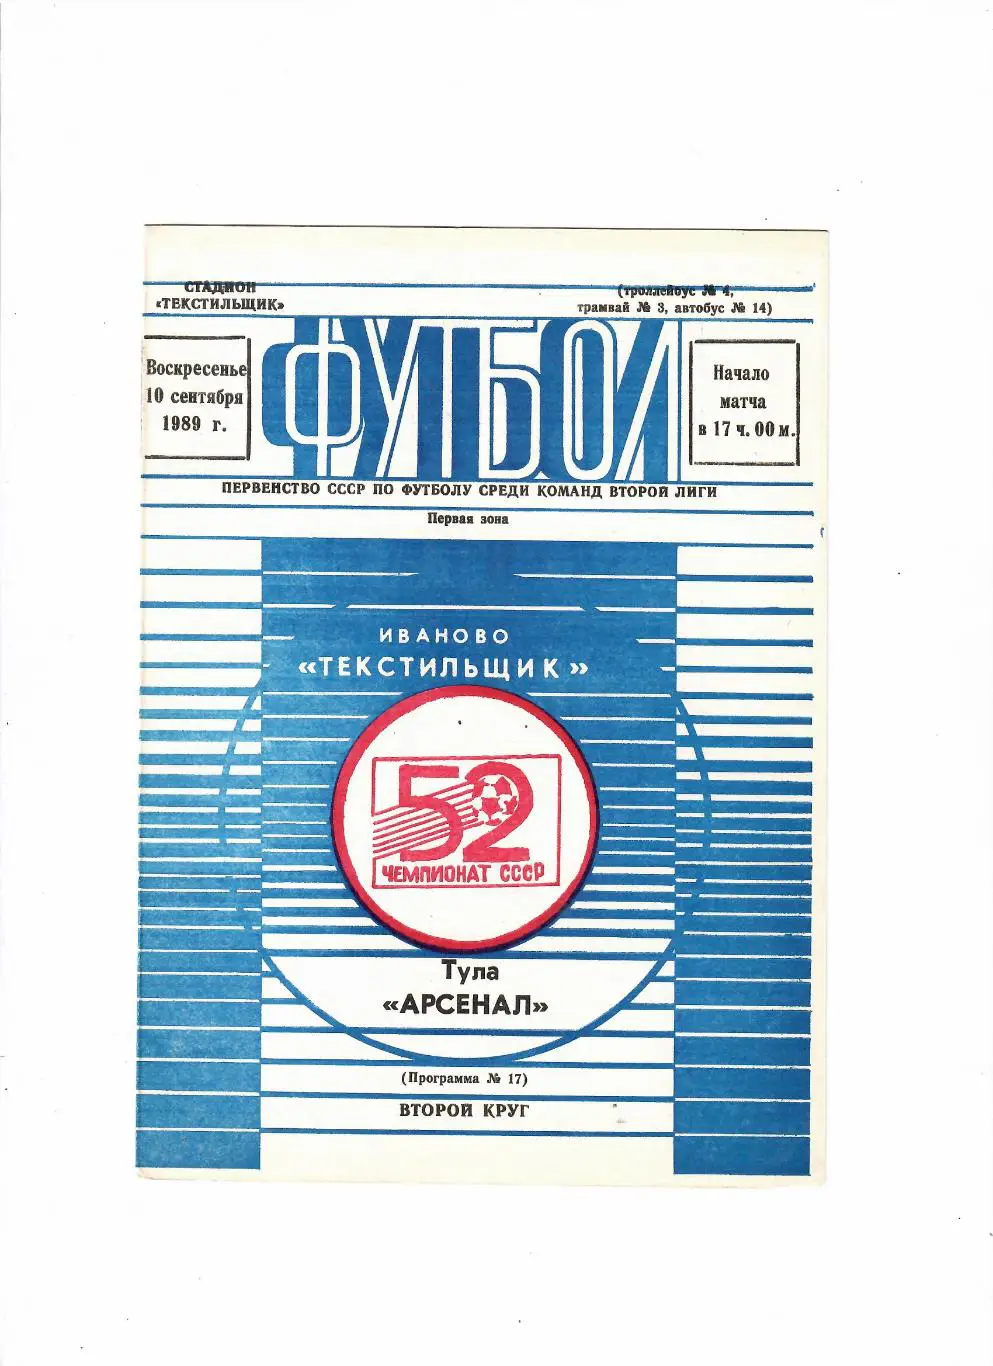 СТАДИОН
«ТЕКСТИЛЬЩИК»
(троллейбус № 4,
трамвай № 3, автобус № 14)
Воскресенье
10 сентября
1989 г.
ФУТБОЛ
Начало
матча
в 17 ч. 00 м.
ПЕРВЕНСТВО СССР ПО ФУТБОЛУ СРЕДИ КОМАНД ВТОРОЙ ЛИГИ
Первая зона
ИВАНОВО
«ТЕКСТИЛЬЩИК»
52
ЧЕМПИОНАТ СССР
Тула
«АРСЕНАЛ»
(Программа № 17)
ВТОРОЙ КРУГ